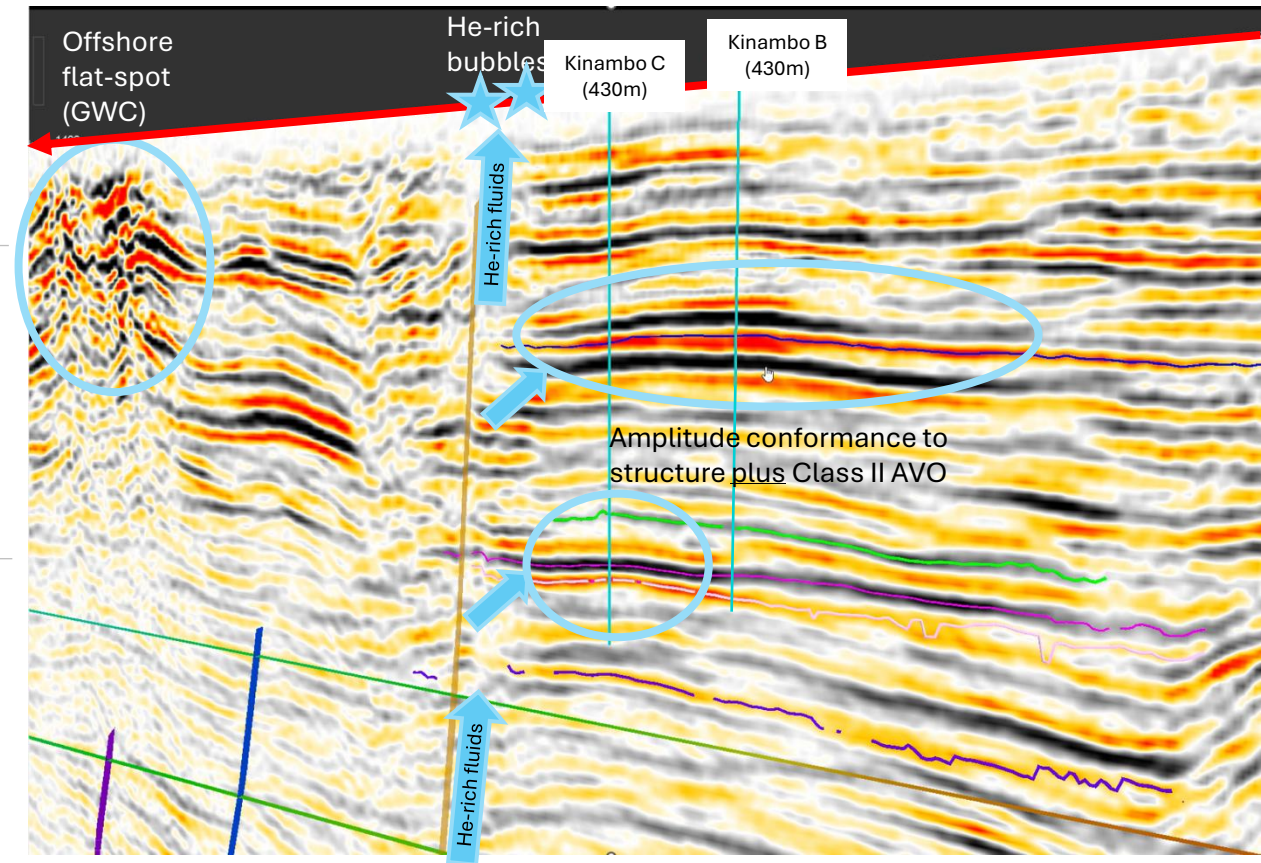 Offshore
flat-spot
(GWC)
He-rich
bubbles
Kinambo C
(430m)
Kinambo B
(430m)
He-rich fluids
Amplitude conformance to
structure plus Class II AVO
He-rich fluids